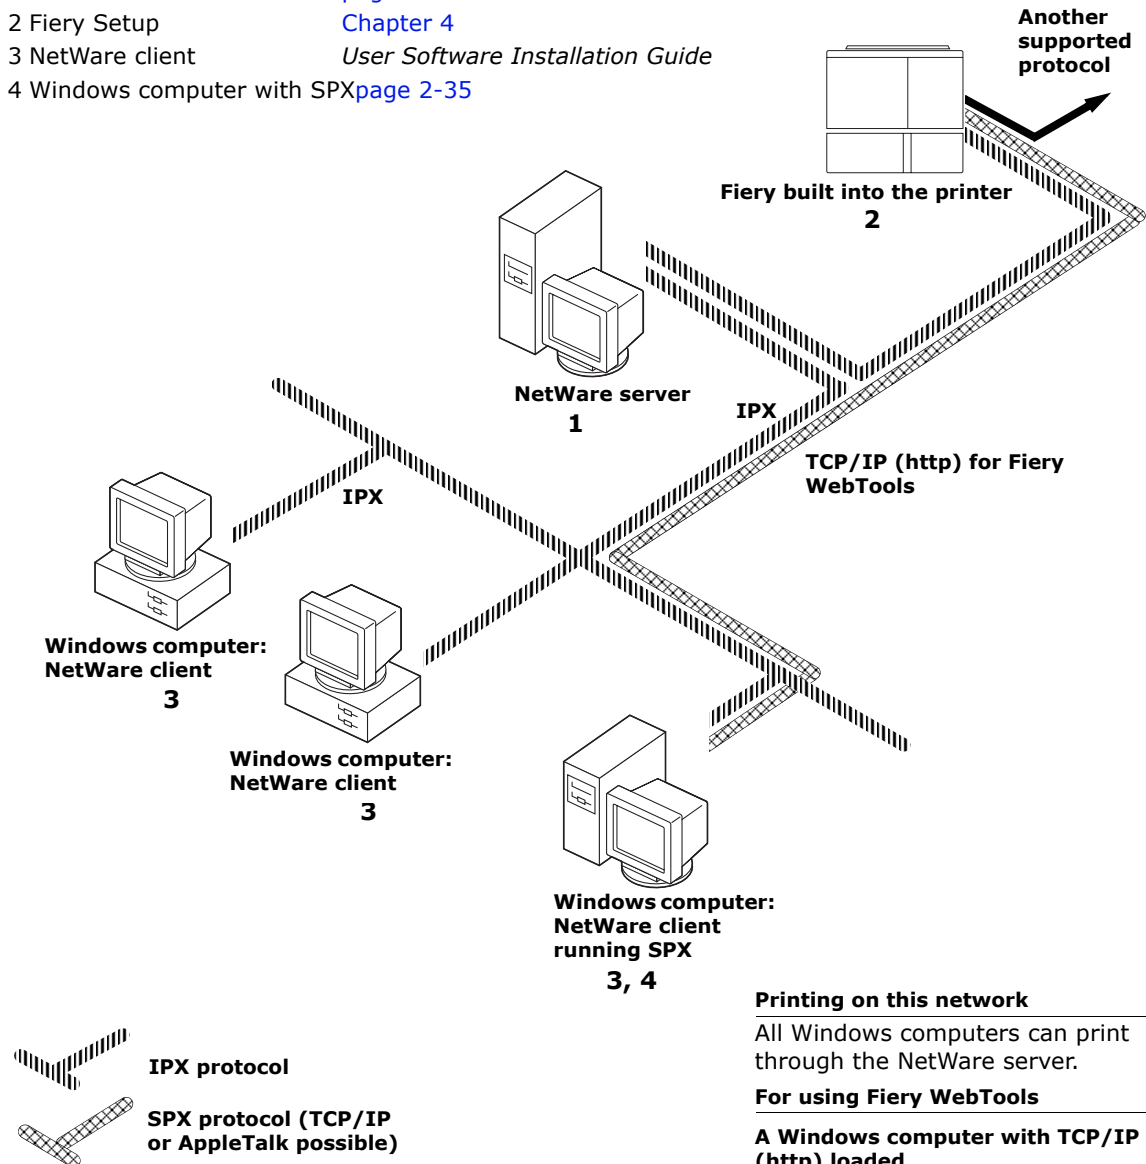 2 Fiery Setup Chapter 4
3 NetWare client User Software Installation Guide
4 Windows computer with SPXpage 2-35
Another
supported
protocol
Fiery built into the printer
2
NetWare server
1
IPX
TCP/IP (http) for Fiery
WebTools
IPX
Windows computer:
NetWare client
3
Windows computer:
NetWare client
3
Windows computer:
NetWare client
running SPX
3, 4
IPX protocol
SPX protocol (TCP/IP
or AppleTalk possible)
Printing on this network
All Windows computers can print
through the NetWare server.
For using Fiery WebTools
A Windows computer with TCP/IP
(http) loaded